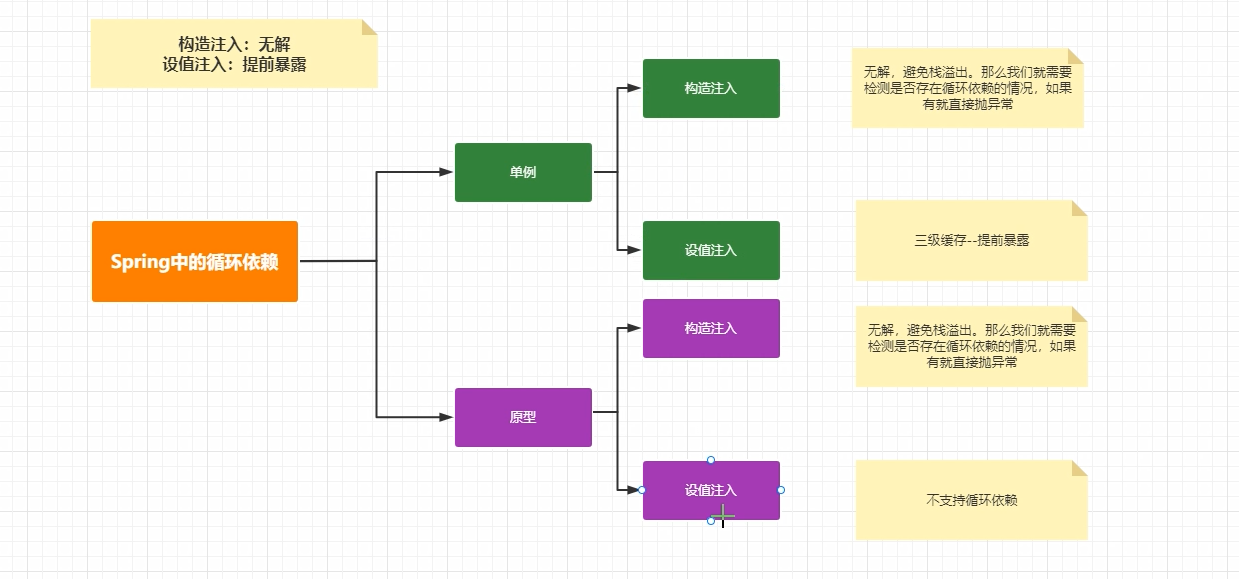 构造注入：无解
设值注入：提前暴露
构造注入
无解，避免栈溢出。那么我们就需要
检测是否存在循环依赖的情况，如果
有就直接抛异常
单例
Spring中的循环依赖
设值注入
三级缓存--提前暴露
构造注入
无解，避免栈溢出。那么我们就需要
检测是否存在循环依赖的情况，如果
有就直接抛异常
原型
设值注入
不支持循环依赖